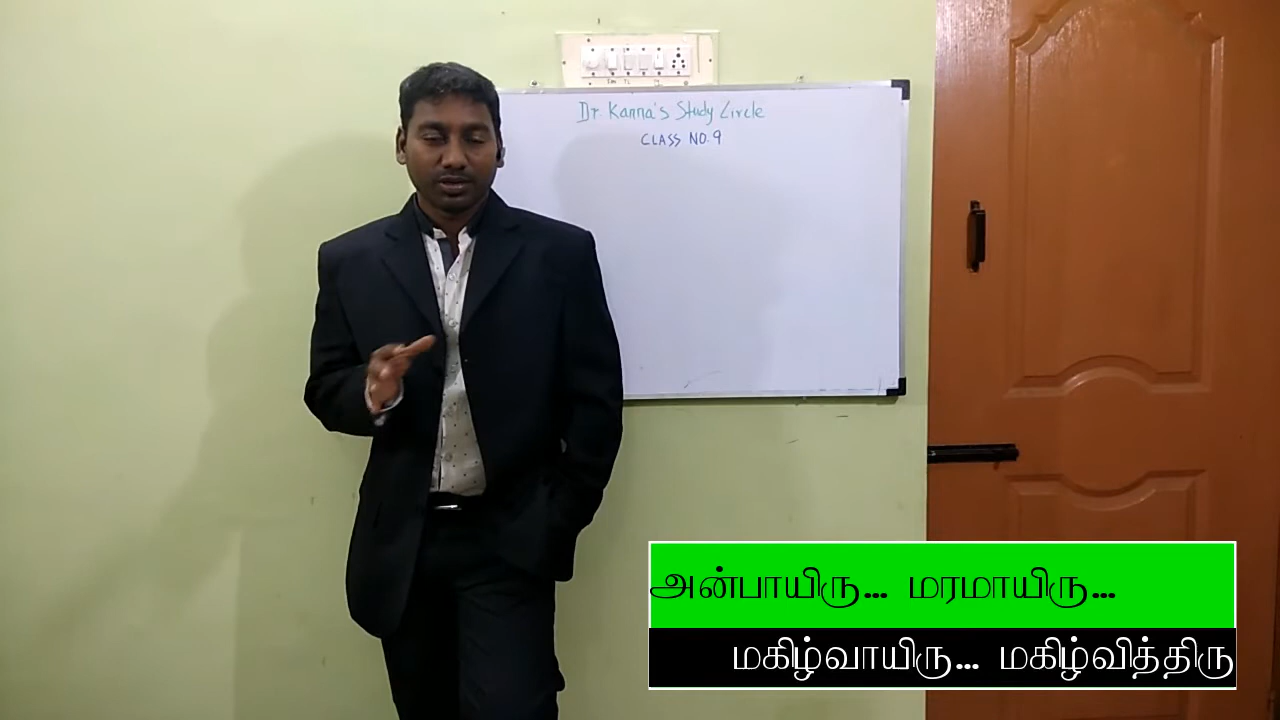 Dr. Kanna's Study Circle
CLASS NO.9
அன்பாயிரு... மரமாயிரு...
மகிழ்வாயிரு... மகிழ்வித்திரு